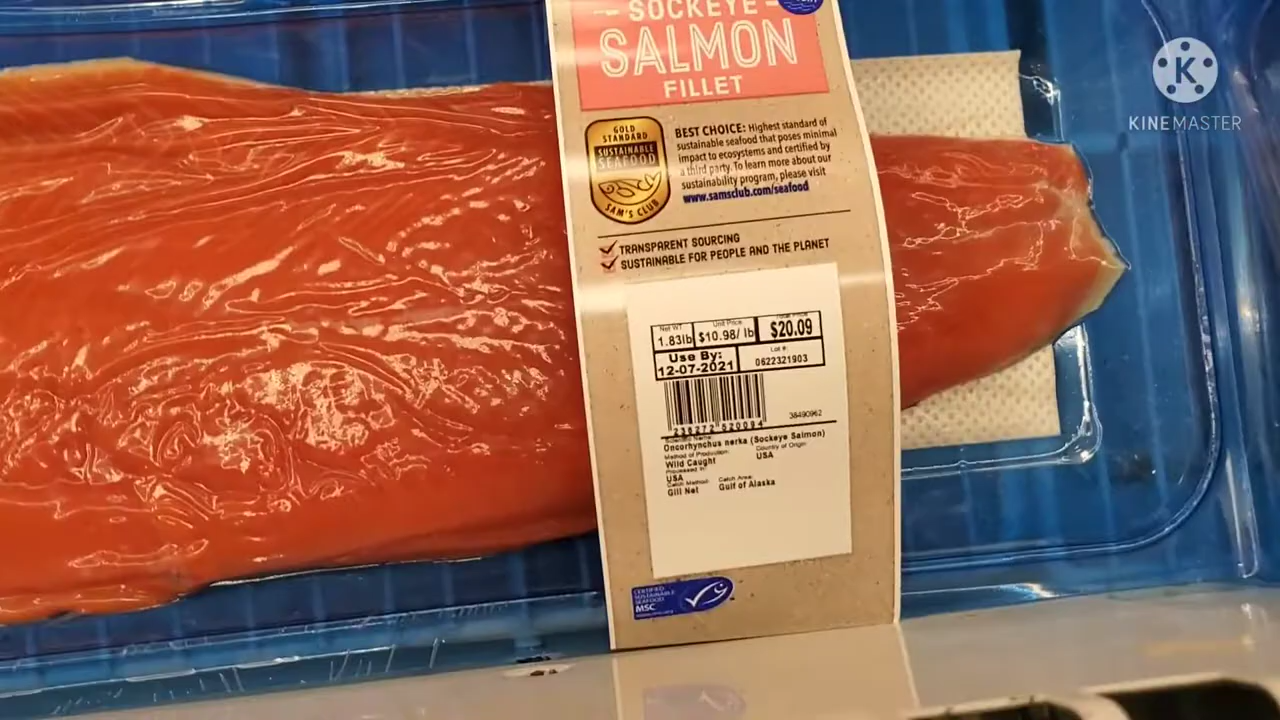 SOCKEYE
SALMON
FILLET
KINEMASTER
GOLD
STANDARD
SUSTAINABLE
SEAFOOD
SAM'S CLUB
BEST CHOICE: Highest standard of
sustainable seafood that poses minimal
impact to ecosystems and certified by
a third party. To learn more about our
sustainability program, please visit
www.samsclub.com/seafood
TRANSPARENT SOURCING
SUSTAINABLE FOR PEOPLE AND THE PLANET
Net WT Unit Price Total Price
1.83lb $10.98/ lb $20.09
Use By: Lot #:
12-07-2021 0622321903
38490962
Scientific Name:
Oncorhynchus nerka (Sockeye Salmon)
Method of Production: Country of Origin:
Wild Caught USA
Processed In:
USA
Catch Method: Catch Area:
Gill Net Gulf of Alaska
CERTIFIED
SUSTAINABLE
SEAFOOD
MSC